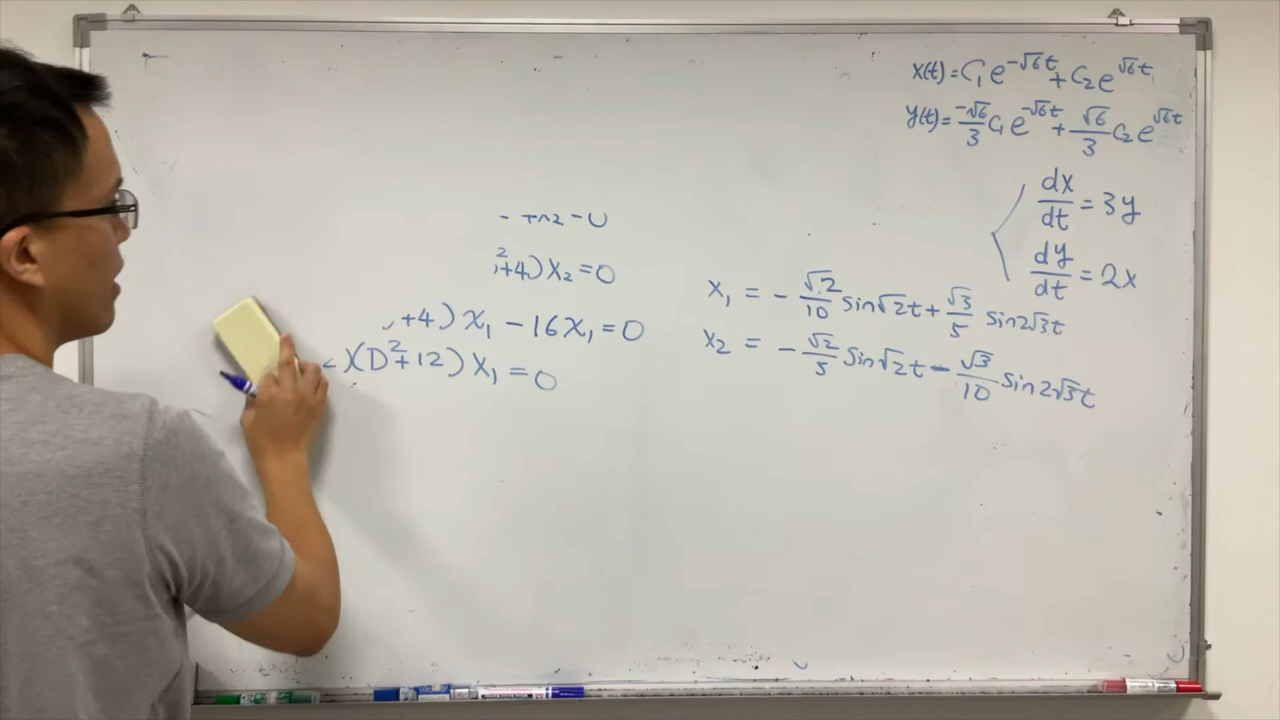 x(t)=C₁e^(-√6t)+C₂e^(√6t)
y(t)=-√6/3 C₁e^(-√6t)+√6/3 C₂e^(√6t)
dx/dt=3y
dy/dt=2x
+4)X₂=0
+4)X₁-16X₁=0
)(D²+12)X₁=0
X₁=-√2/10 sin√2t+√3/5 sin2√3t
X₂=-√2/5 sin√2t-√3/10 sin2√3t